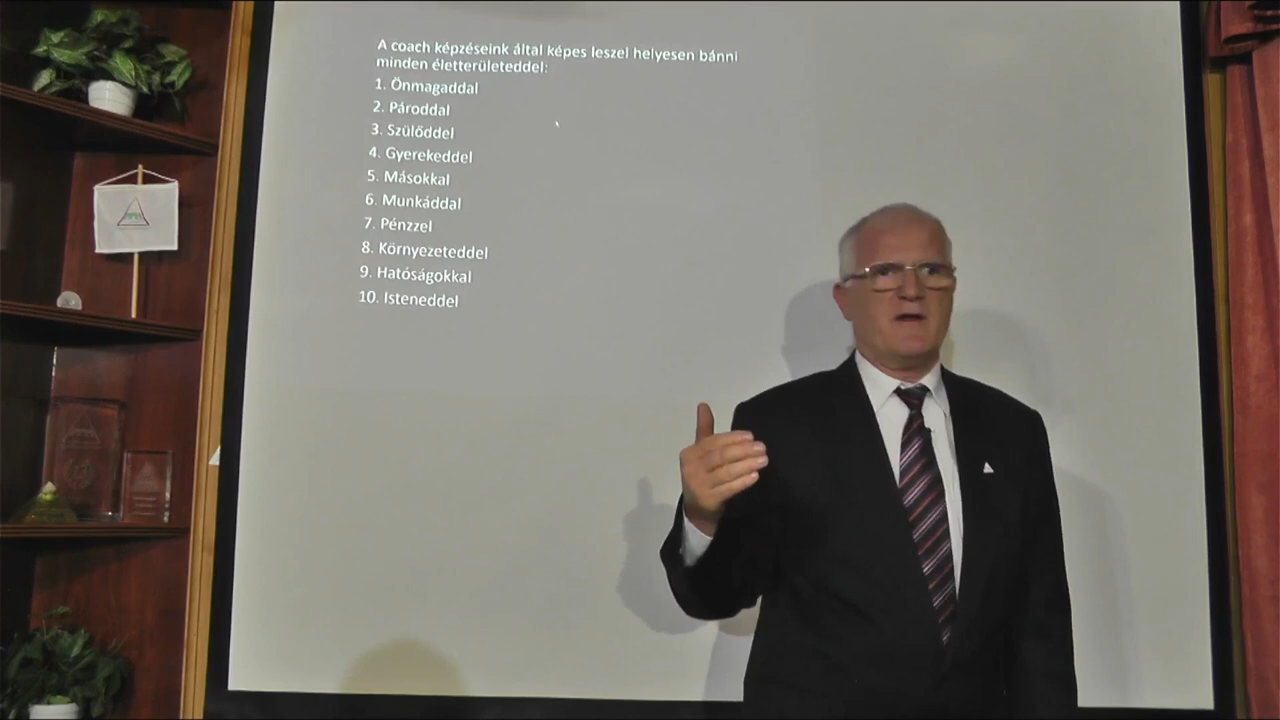 A coach képzéseink által képes leszel helyesen bánni
minden életterületeddel:
1. Önmagaddal
2. Pároddal
3. Szülőddel
4. Gyerekeddel
5. Másokkal
6. Munkáddal
7. Pénzzel
8. Környezeteddel
9. Hatóságokkal
10. Isteneddel